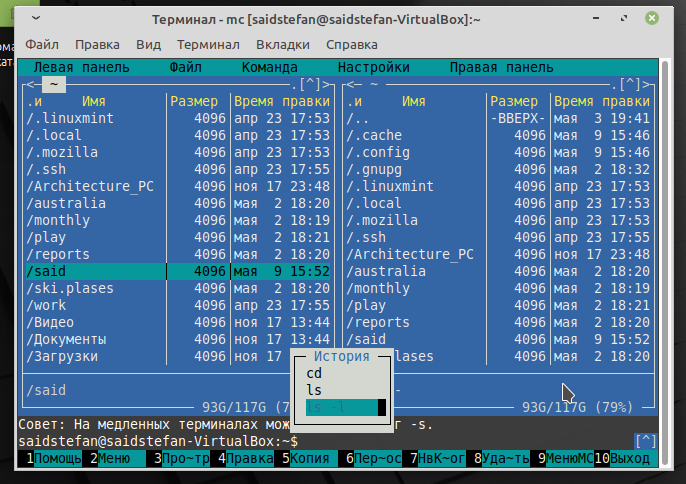 Терминал - mc [saidstefan@saidstefan-VirtualBox]:~
Файл Правка Вид Терминал Вкладки Справка
Левая панель Файл Команда Настройки Правая панель
<─ ~ .[^]> <─ ~ .[^]>
.и Имя Размер Время правки .и Имя Размер Время правки
/.linuxmint 4096 апр 23 17:53 /.. -ВВЕРХ- мая 3 19:41
/.local 4096 апр 23 17:53 /.cache 4096 мая 9 15:46
/.mozilla 4096 апр 23 17:53 /.config 4096 мая 9 15:46
/.ssh 4096 апр 23 17:55 /.gnupg 4096 мая 2 18:32
/Architecture_PC 4096 ноя 17 23:48 /.linuxmint 4096 апр 23 17:53
/australia 4096 мая 2 18:20 /.local 4096 апр 23 17:53
/monthly 4096 мая 2 18:19 /.mozilla 4096 апр 23 17:53
/play 4096 мая 2 18:21 /.ssh 4096 апр 23 17:55
/reports 4096 мая 2 18:20 /Architecture_PC 4096 ноя 17 23:48
/said 4096 мая 9 15:52 /australia 4096 мая 2 18:20
/ski.plases 4096 мая 2 18:20 /monthly 4096 мая 2 18:19
/work 4096 апр 23 17:55 /play 4096 мая 2 18:21
/Видео 4096 ноя 17 13:44 /reports 4096 мая 2 18:20
/Документы 4096 ноя 17 13:44 /said 4096 мая 9 15:52
/Загрузки 4096 ноя 17 lases 4096 мая 2 18:20
История
cd
ls
ls -l
/said -
93G/117G (7 93G/117G (79%)
Совет: На медленных терминалах мож г -s.
saidstefan@saidstefan-VirtualBox:~$ [^]
1Помощь 2Меню 3Про~тр 4Правка 5Копия 6Пер~ос 7НвК~ог 8Уда~ть 9МенюMC 10Выход